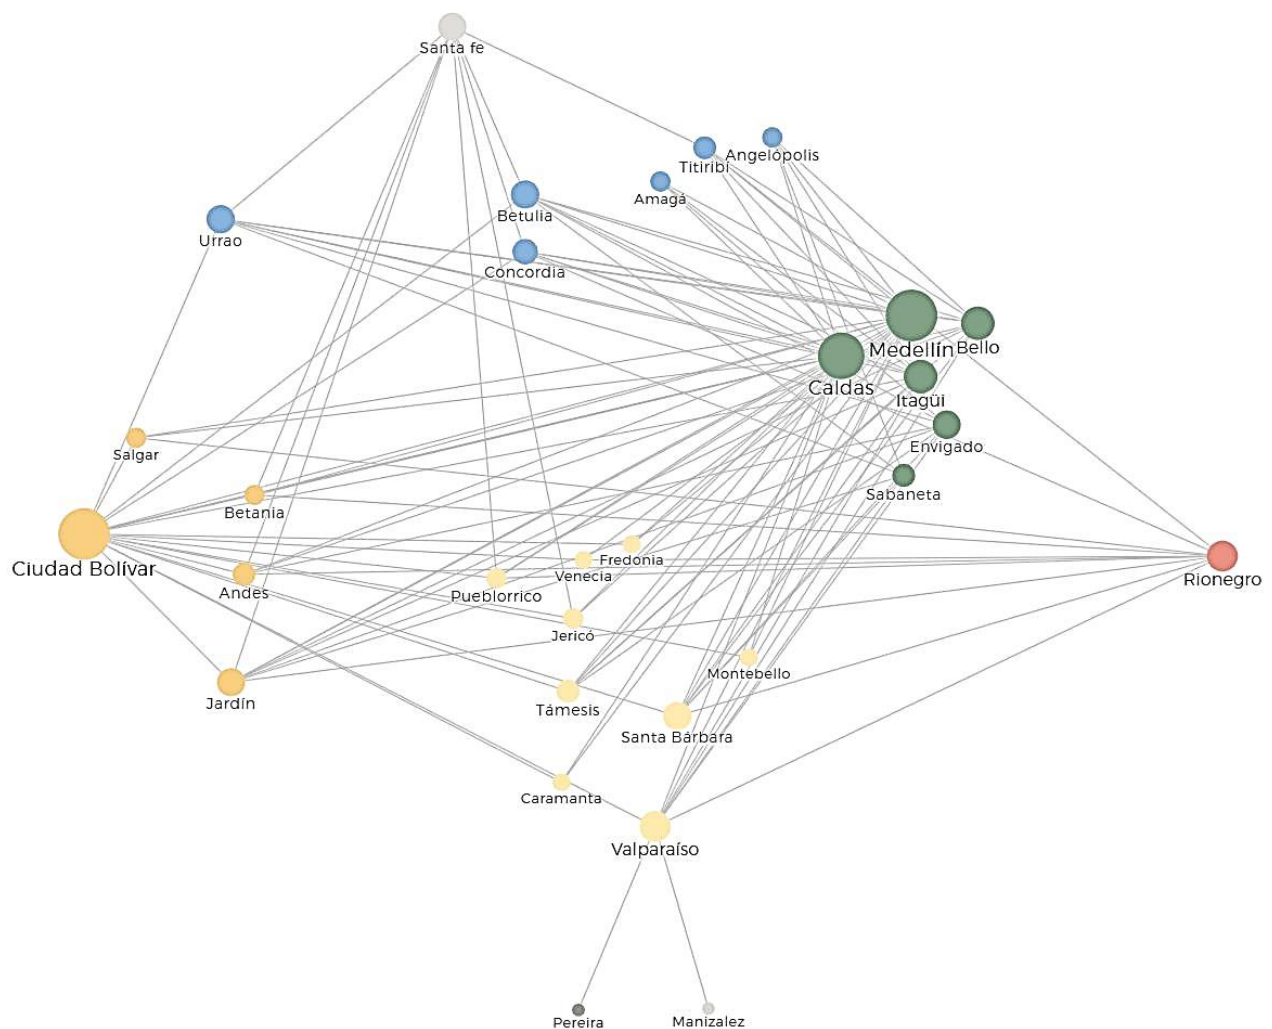 Santa fe
Angelópolis
Titiribí
Amagá
Betulia
Urrao
Concordia
Medellín
Bello
Caldas
Itagüi
Envigado
Salgar
Sabaneta
Betania
Ciudad Bolívar
Fredonia
Venecia
Rionegro
Andes
Pueblorrico
Jericó
Montebello
Jardín
Támesis
Santa Bárbara
Caramanta
Valparaíso
Pereira
Manizalez